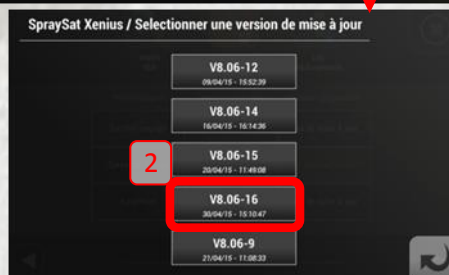 SpraySat Xenius / Selectionner une version de mise à jour
V8.06-12
09/04/15 - 15:52:39
V8.06-14
16/04/15 - 16:14:36
V8.06-15
20/04/15 - 11:49:08
2
V8.06-16
30/04/15 - 15:10:47
V8.06-9
21/04/15 - 11:08:33